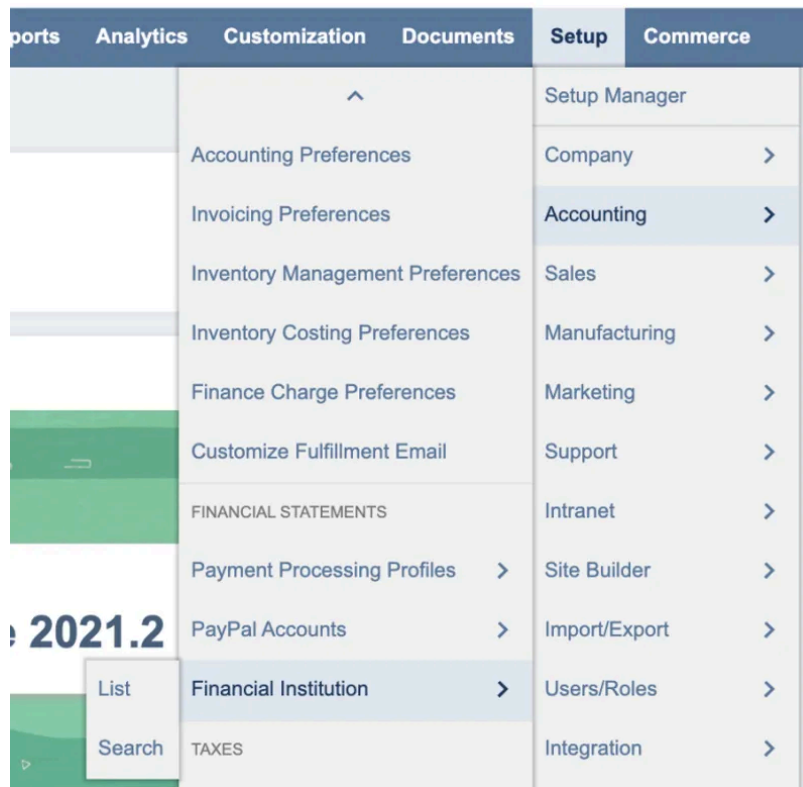 ports Analytics Customization Documents Setup Commerce
Setup Manager
Accounting Preferences
Company
Invoicing Preferences
Accounting
Inventory Management Preferences
Sales
Inventory Costing Preferences
Manufacturing
Finance Charge Preferences
Marketing
Customize Fulfillment Email
Support
FINANCIAL STATEMENTS
Intranet
Payment Processing Profiles
Site Builder
e 2021.2
PayPal Accounts
Import/Export
List
Financial Institution
Users/Roles
Search
TAXES
Integration